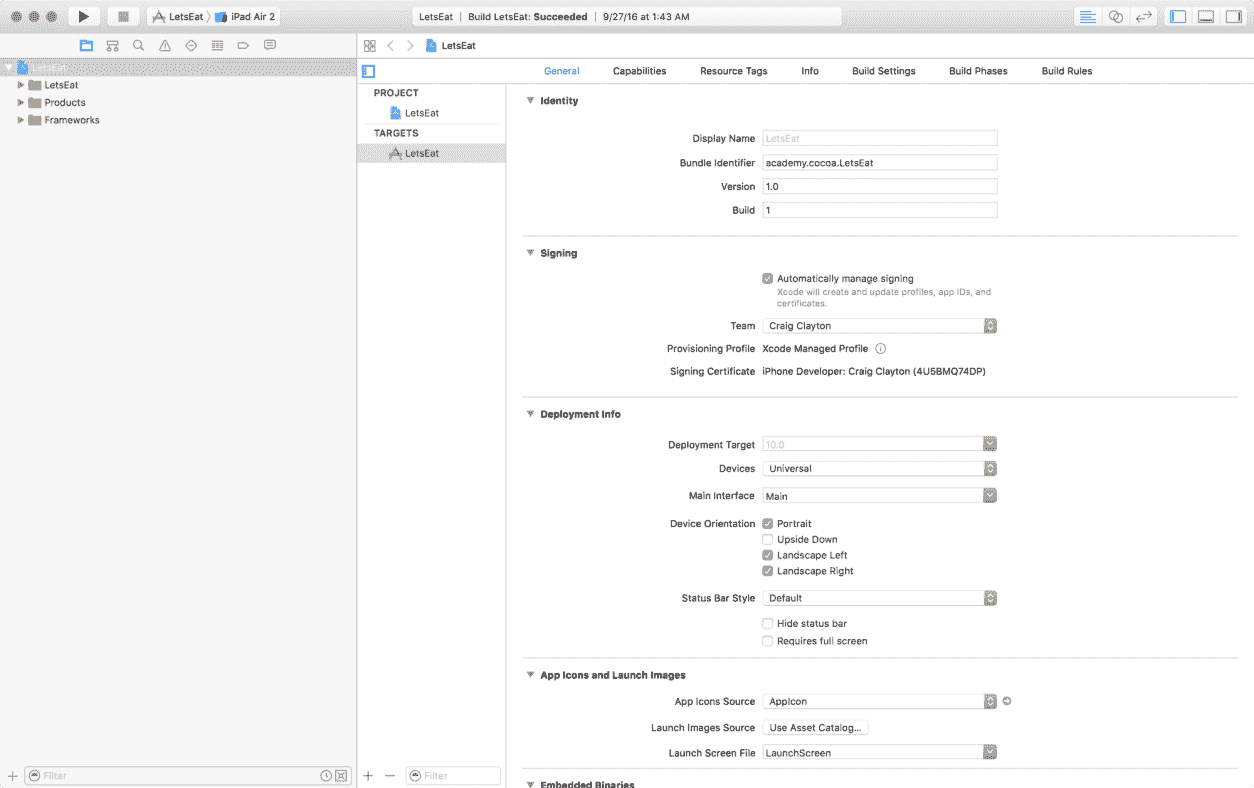 LetsEat iPad Air 2 LetsEat Build LetsEat: Succeeded 9/27/16 at 1:43 AM
LetsEat
LetsEat
LetsEat
Products
Frameworks
General Capabilities Resource Tags Info Build Settings Build Phases Build Rules
PROJECT
LetsEat
TARGETS
LetsEat
Identity
Display Name LetsEat
Bundle Identifier academy.cocoa.LetsEat
Version 1.0
Build 1
Signing
Automatically manage signing
Xcode will create and update profiles, app IDs, and
certificates.
Team Craig Clayton
Provisioning Profile Xcode Managed Profile
Signing Certificate iPhone Developer: Craig Clayton (4U5BMQ74DP)
Deployment Info
Deployment Target 10.0
Devices Universal
Main Interface Main
Device Orientation Portrait
Upside Down
Landscape Left
Landscape Right
Status Bar Style Default
Hide status bar
Requires full screen
App Icons and Launch Images
App Icons Source AppIcon
Launch Images Source Use Asset Catalog...
Launch Screen File LaunchScreen
Embedded Binaries
Filter
Filter